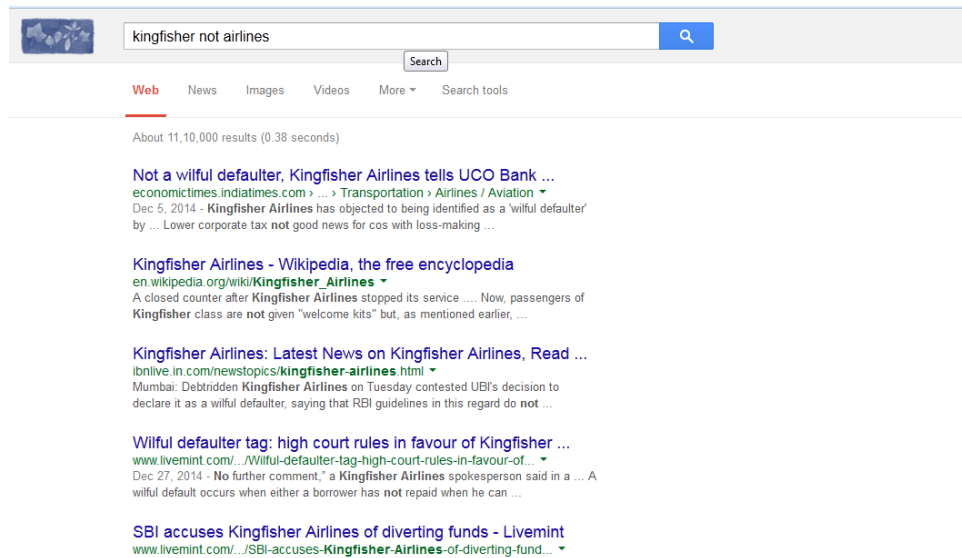 kingfisher not airlines
Search
Web News Images Videos More Search tools
About 11,10,000 results (0.38 seconds)
Not a wilful defaulter, Kingfisher Airlines tells UCO Bank ...
economictimes.indiatimes.com › ... › Transportation › Airlines / Aviation
Dec 5, 2014 - Kingfisher Airlines has objected to being identified as a 'wilful defaulter'
by ... Lower corporate tax not good news for cos with loss-making ...
Kingfisher Airlines - Wikipedia, the free encyclopedia
en.wikipedia.org/wiki/Kingfisher_Airlines
A closed counter after Kingfisher Airlines stopped its service .... Now, passengers of
Kingfisher class are not given "welcome kits" but, as mentioned earlier, ...
Kingfisher Airlines: Latest News on Kingfisher Airlines, Read ...
ibnlive.in.com/newstopics/kingfisher-airlines.html
Mumbai: Debtridden Kingfisher Airlines on Tuesday contested UBI's decision to
declare it as a wilful defaulter, saying that RBI guidelines in this regard do not ...
Wilful defaulter tag: high court rules in favour of Kingfisher ...
www.livemint.com/.../Wilful-defaulter-tag-high-court-rules-in-favour-of...
Dec 27, 2014 - No further comment,” a Kingfisher Airlines spokesperson said in a ... A
wilful default occurs when either a borrower has not repaid when he can ...
SBI accuses Kingfisher Airlines of diverting funds - Livemint
www.livemint.com/.../SBI-accuses-Kingfisher-Airlines-of-diverting-fund...